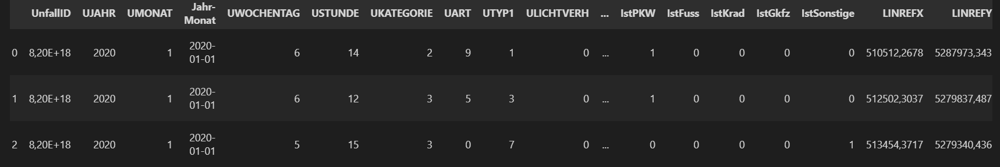 UnfallID UJAHR UMONAT Jahr-Monat UWOCHENTAG USTUNDE UKATEGORIE UART UTYP1 ULICHTVERH ... IstPKW IstFuss IstKrad IstGkfz IstSonstige LINREFX LINREFY
0 8,20E+18 2020 1 2020-01-01 6 14 2 9 1 0 ... 1 0 0 0 0 510512,2678 5287973,343
1 8,20E+18 2020 1 2020-01-01 6 12 3 5 3 0 ... 1 0 0 0 0 512502,3037 5279837,487
2 8,20E+18 2020 1 2020-01-01 5 15 3 0 7 0 ... 0 0 0 0 1 513454,3717 5279340,436